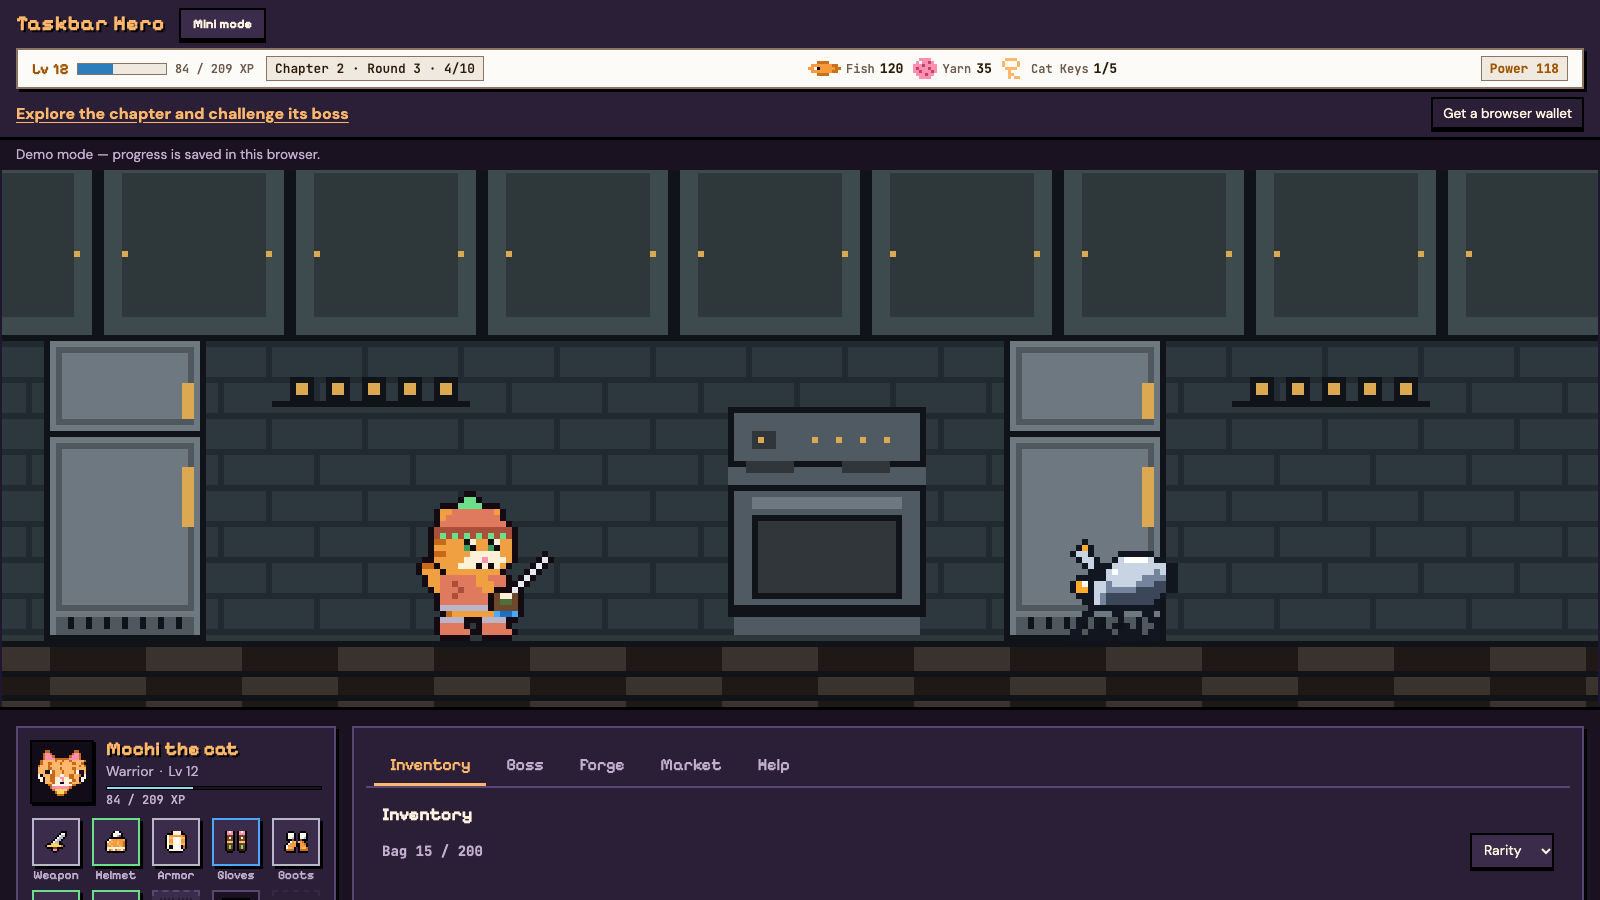 Taskbar Hero
Mini mode
Lv 18
84 / 209 XP
Chapter 2 · Round 3 · 4/10
Fish 120
Yarn 35
Cat Keys 1/5
Power 118
Explore the chapter and challenge its boss
Get a browser wallet
Demo mode — progress is saved in this browser.
Mochi the cat
Warrior · Lv 12
84 / 209 XP
Weapon
Helmet
Armor
Gloves
Boots
Inventory
Boss
Forge
Market
Help
Inventory
Bag 15 / 200
Rarity